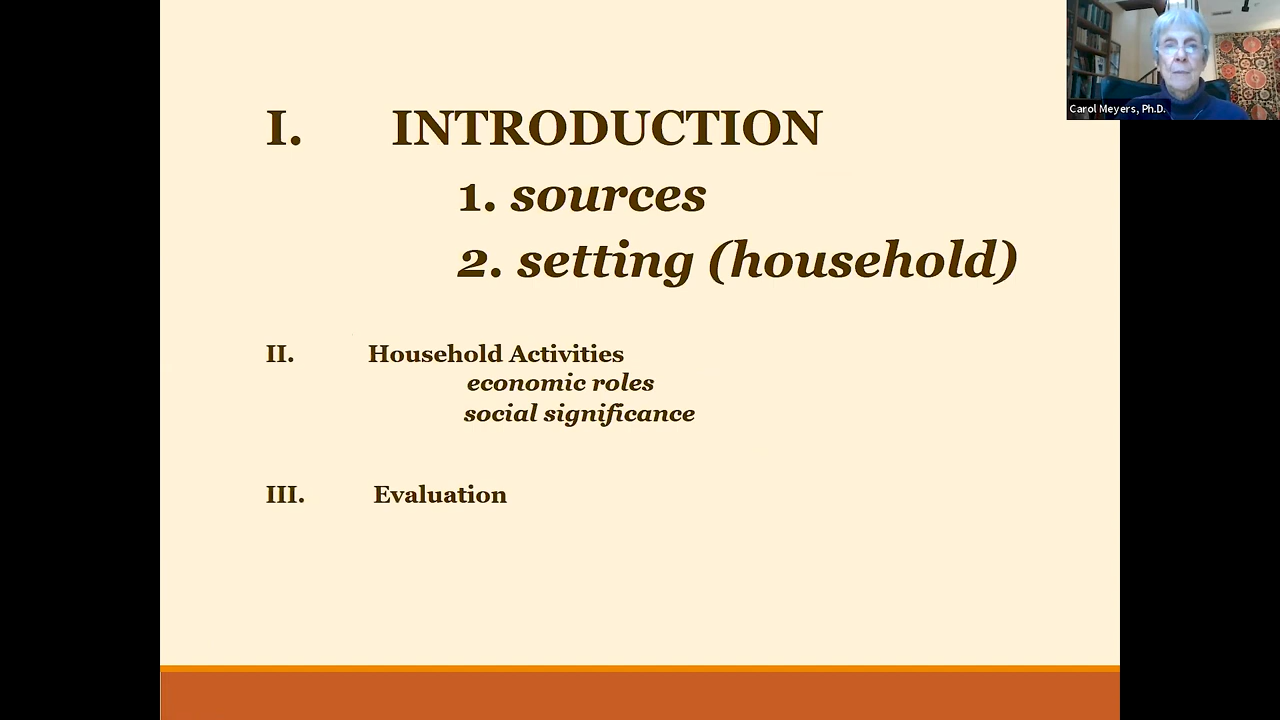 I. INTRODUCTION
1. sources
2. setting (household)
II. Household Activities
economic roles
social significance
III. Evaluation
Carol Meyers, Ph.D.